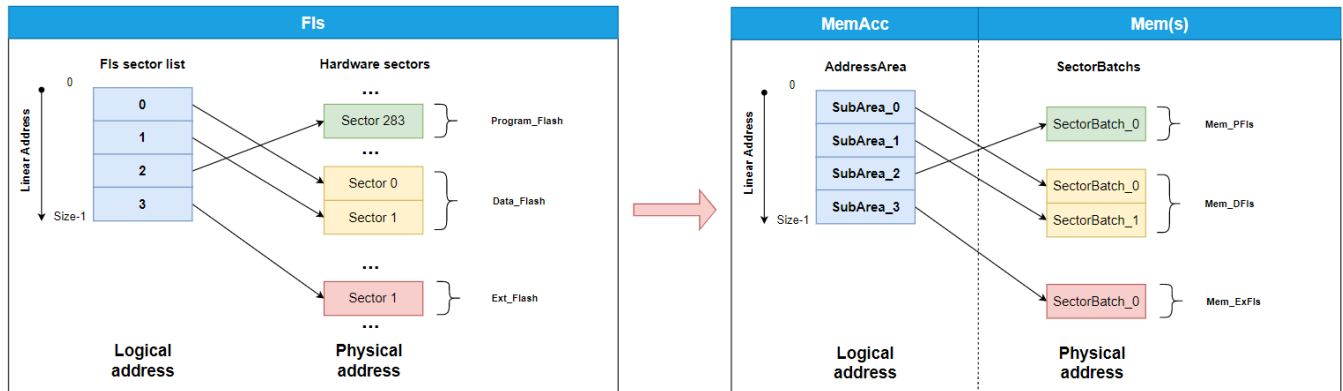 Fls
Fls sector list
Hardware sectors
0
...
0
Sector 283
Program_Flash
1
...
Linear Address
2
Sector 0
3
Sector 1
Data_Flash
Size-1
...
Sector 1
Ext_Flash
...
Logical
address
Physical
address
MemAcc
Mem(s)
AddressArea
SectorBatchs
0
SubArea_0
SectorBatch_0
Mem_PFls
SubArea_1
Linear Address
SubArea_2
SectorBatch_0
SubArea_3
SectorBatch_1
Mem_DFls
Size-1
SectorBatch_0
Mem_ExFls
Logical
address
Physical
address